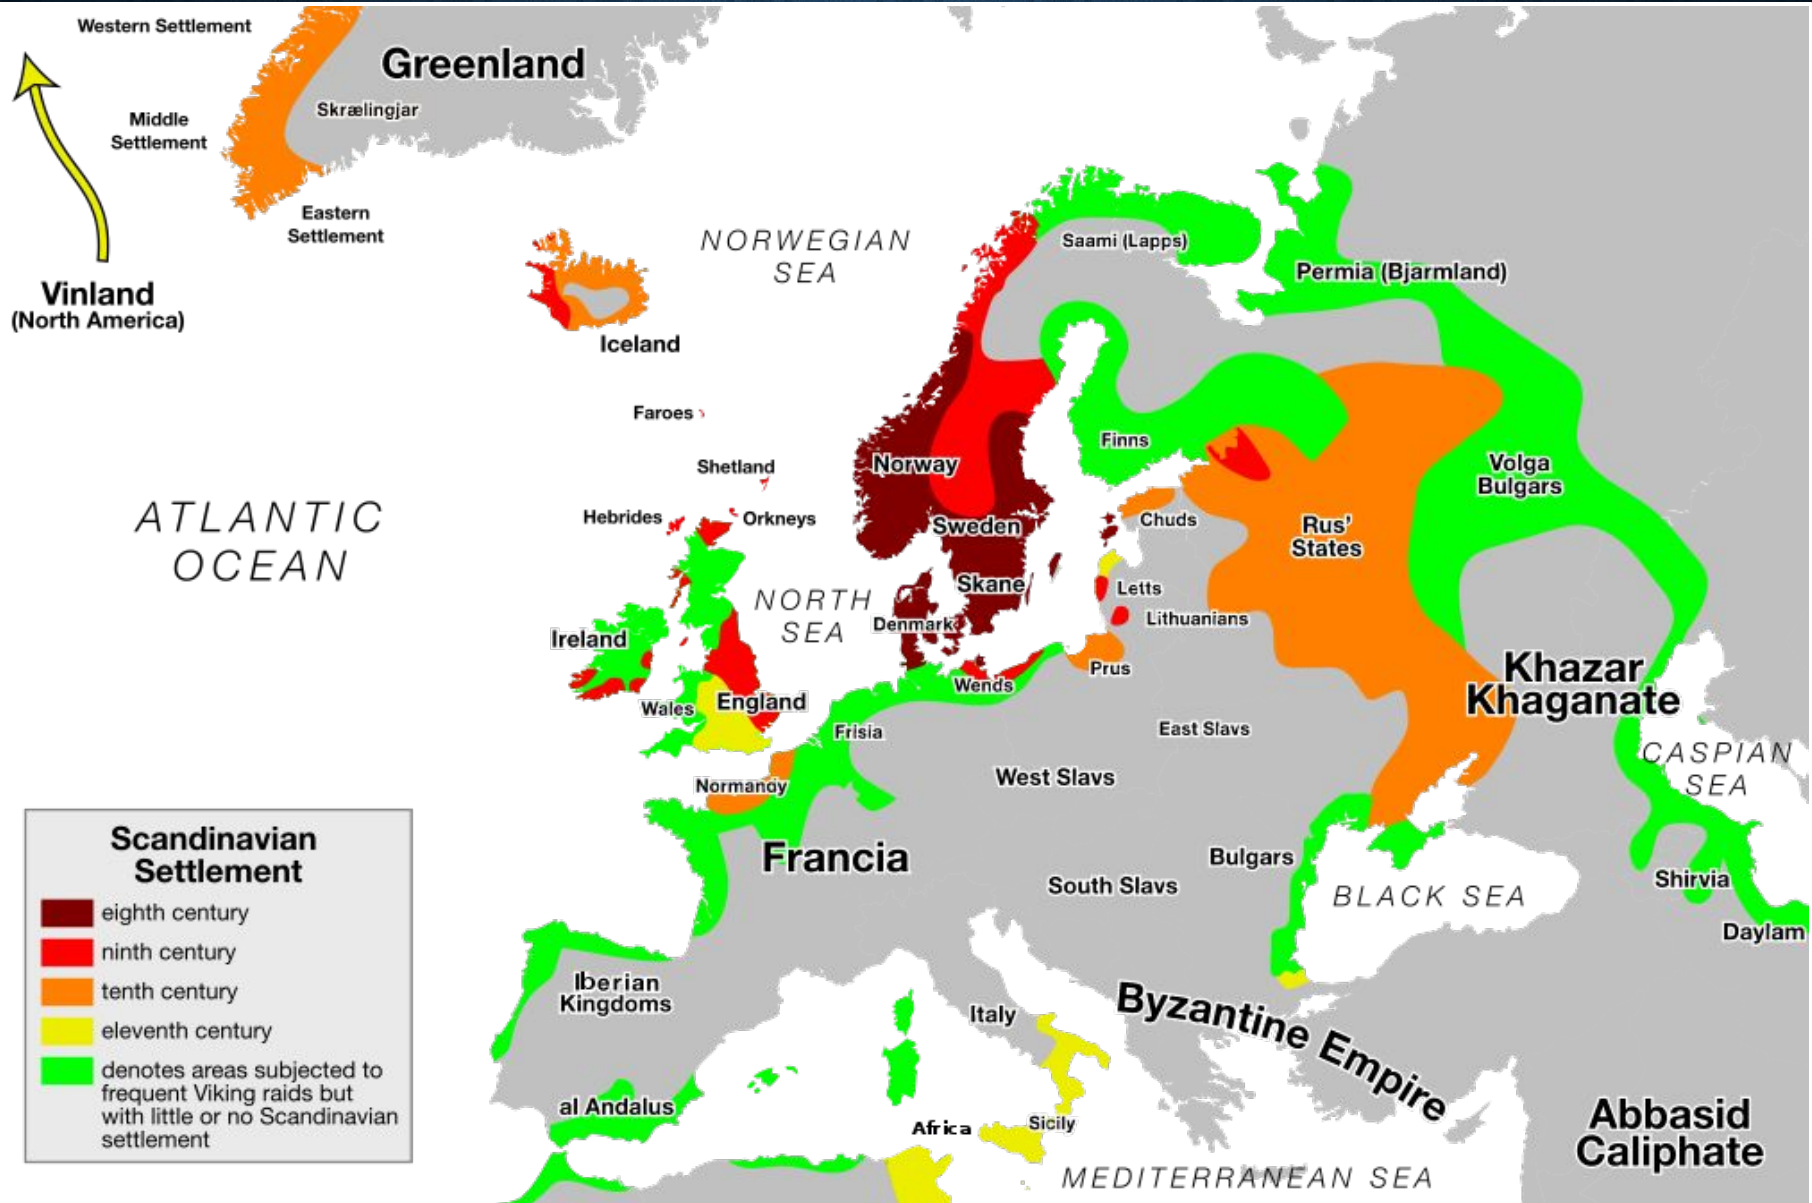 Western Settlement
Greenland
Skrælingjar
Middle
Settlement
Eastern
Settlement
Vinland
(North America)
NORWEGIAN
SEA
Saami (Lapps)
Permia (Bjarmland)
Iceland
Faroes
Shetland
Hebrides
Orkneys
Norway
Finns
Volga
Bulgars
ATLANTIC
OCEAN
Sweden
Chuds
Rus’
States
Skane
NORTH
SEA
Denmark
Letts
Lithuanians
Ireland
Prus
Wends
Khazar
Khaganate
Wales
England
Frisia
East Slavs
CASPIAN
SEA
West Slavs
Normandy
Francia
Bulgars
South Slavs
BLACK SEA
Shirvia
Daylam
Iberian
Kingdoms
Italy
Byzantine Empire
al Andalus
Africa
Sicily
Abbasid
Caliphate
MEDITERRANEAN SEA
Scandinavian
Settlement
eighth century
ninth century
tenth century
eleventh century
denotes areas subjected to
frequent Viking raids but
with little or no Scandinavian
settlement